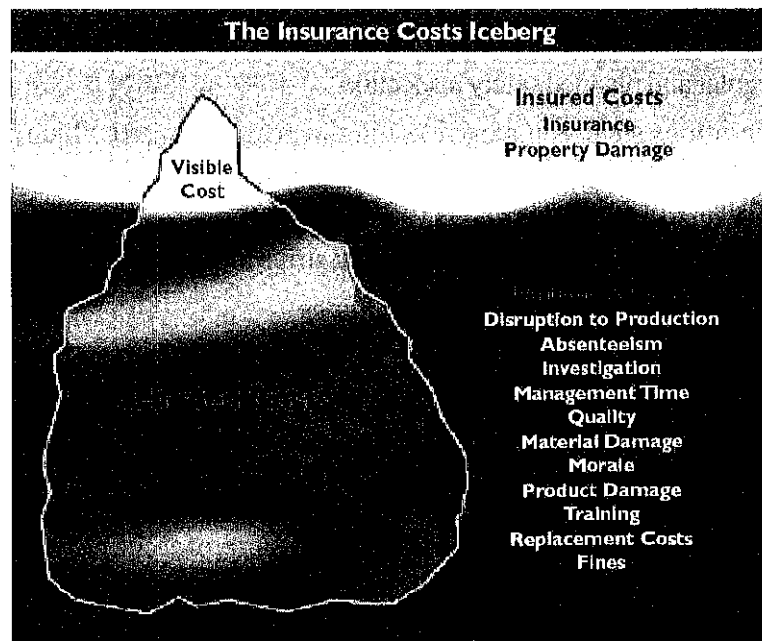 The Insurance Costs Iceberg
Insured Costs
Insurance
Property Damage
Visible
Cost
Disruption to Production
Absenteeism
Investigation
Management Time
Quality
Material Damage
Morale
Product Damage
Training
Replacement Costs
Fines